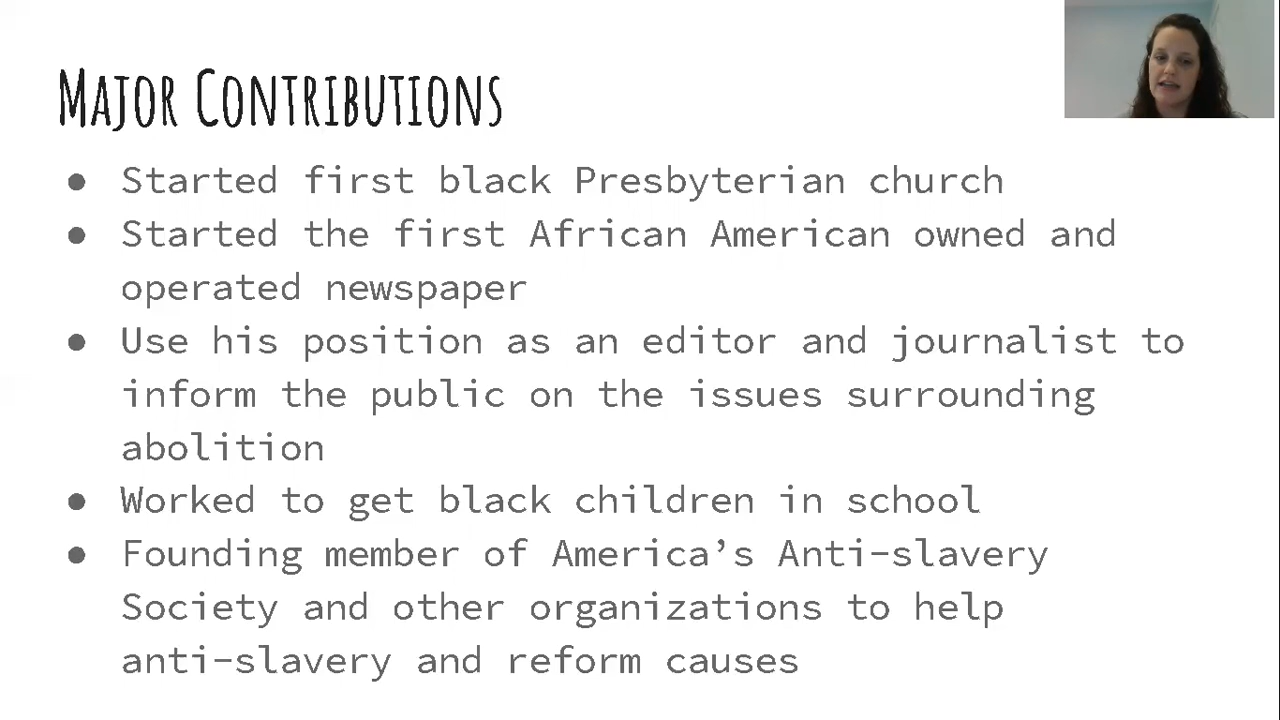 Major Contributions
● Started first black Presbyterian church
● Started the first African American owned and
operated newspaper
● Use his position as an editor and journalist to
inform the public on the issues surrounding
abolition
● Worked to get black children in school
● Founding member of America’s Anti-slavery
Society and other organizations to help
anti-slavery and reform causes